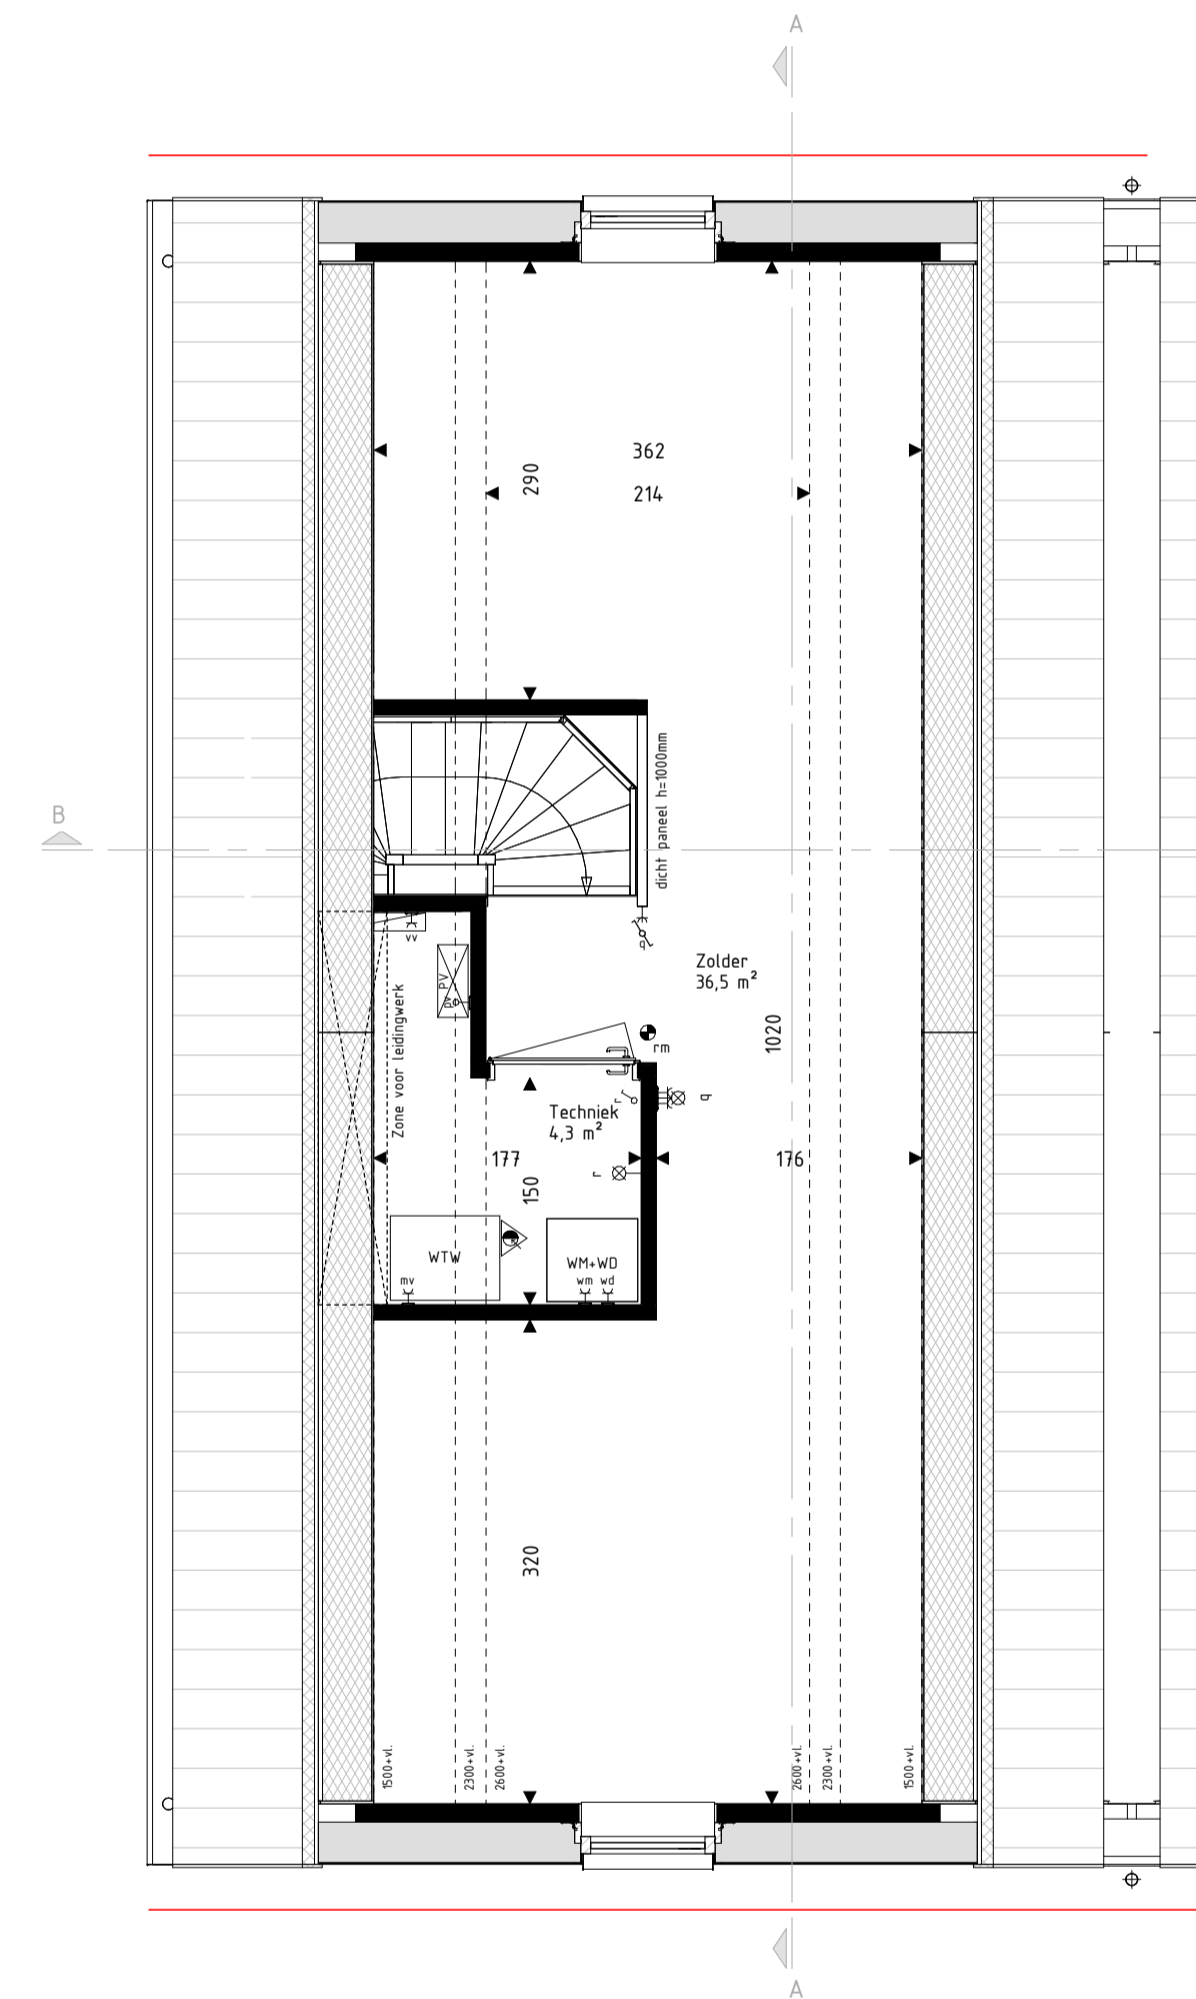 A
362
290
214
dicht paneel h=1000mm
B
vv
q
Zolder
36,5 m²
pv PV
Zone voor leidingwerk
1020
rm
r
q
Techniek
4,3 m²
177
176
r
150
WTW
WM+WD
mv
wm
wd
320
1500+vl.
2300+vl.
2600+vl.
2600+vl.
2300+vl.
1500+vl.
A